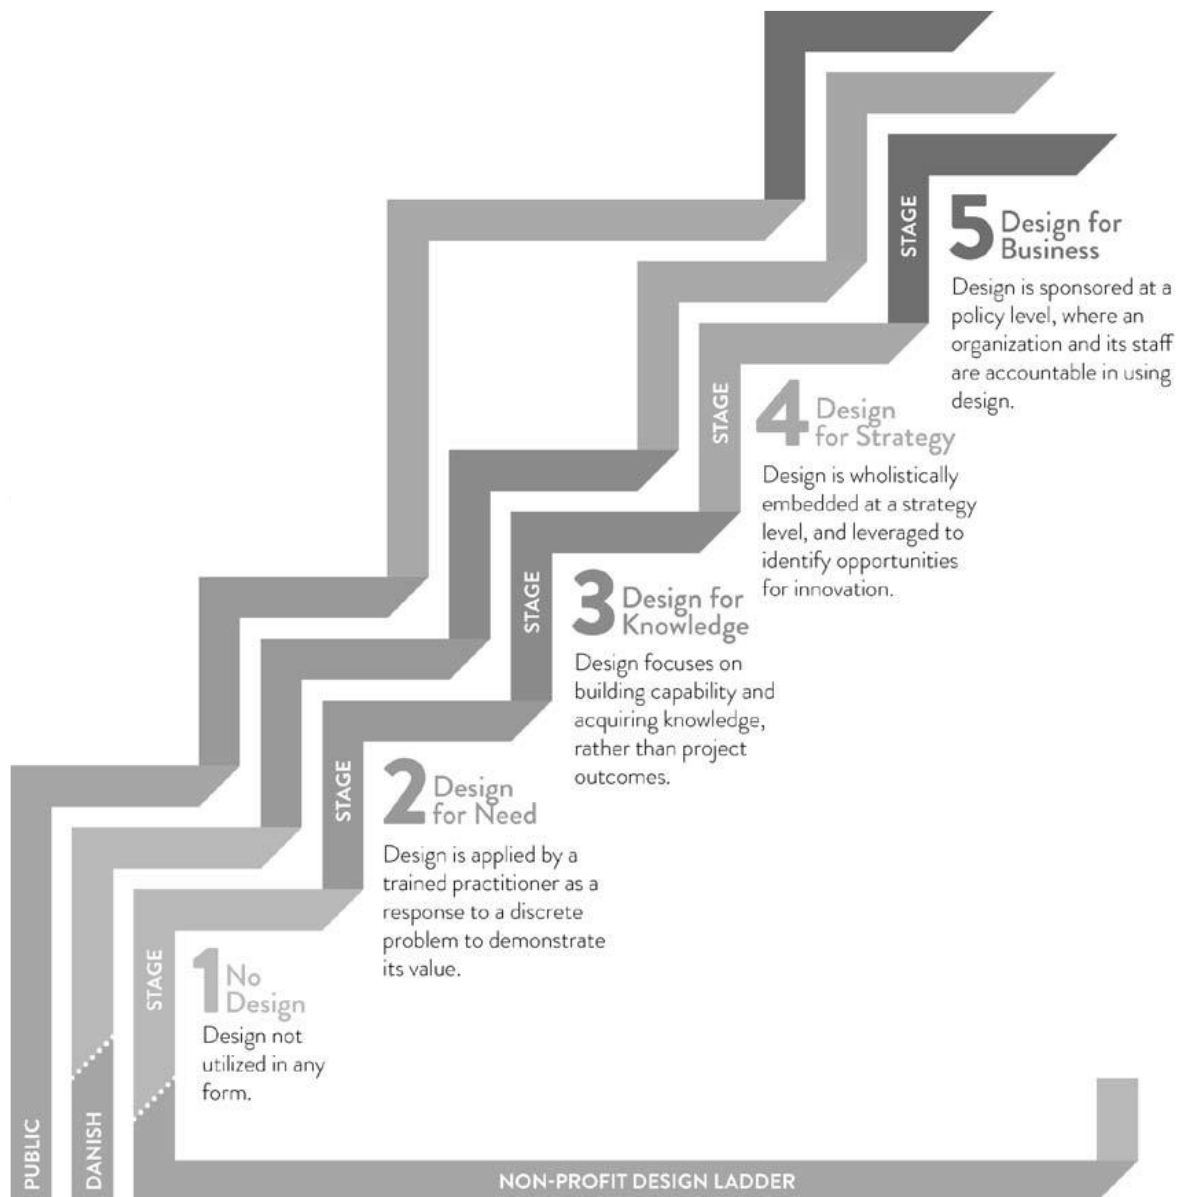 STAGE
5 Design for
Business
Design is sponsored at a
policy level, where an
organization and its staff
are accountable in using
design.
STAGE
4 Design
for Strategy
Design is wholistically
embedded at a strategy
level, and leveraged to
identify opportunities
for innovation.
STAGE
3 Design for
Knowledge
Design focuses on
building capability and
acquiring knowledge,
rather than project
outcomes.
STAGE
2 Design
for Need
Design is applied by a
trained practitioner as a
response to a discrete
problem to demonstrate
its value.
STAGE
1 No
Design
Design not
utilized in any
form.
PUBLIC
DANISH
NON-PROFIT DESIGN LADDER